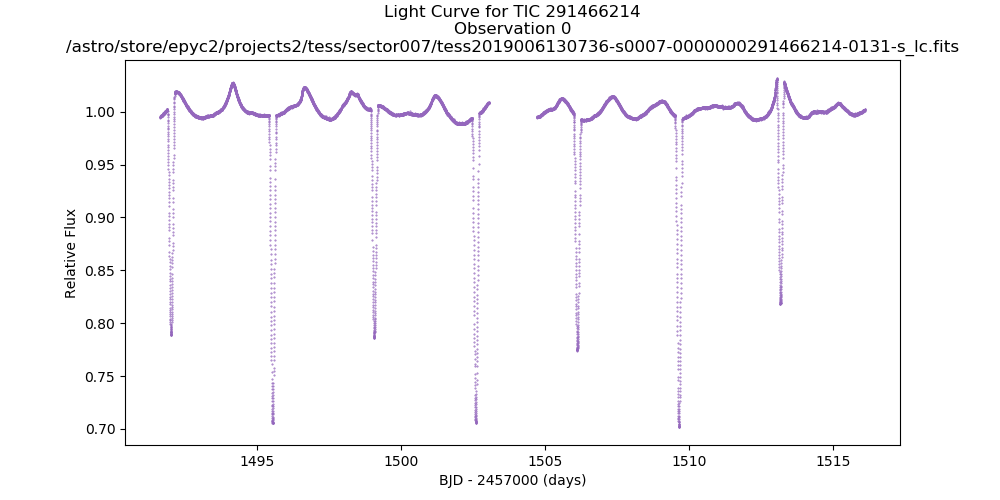 Light Curve for TIC 291466214
Observation 0
/astro/store/epyc2/projects2/tess/sector007/tess2019006130736-s0007-0000000291466214-0131-s_lc.fits
1.00
0.95
0.90
0.85
0.80
0.75
0.70
Relative Flux
1495
1500
1505
1510
1515
BJD - 2457000 (days)